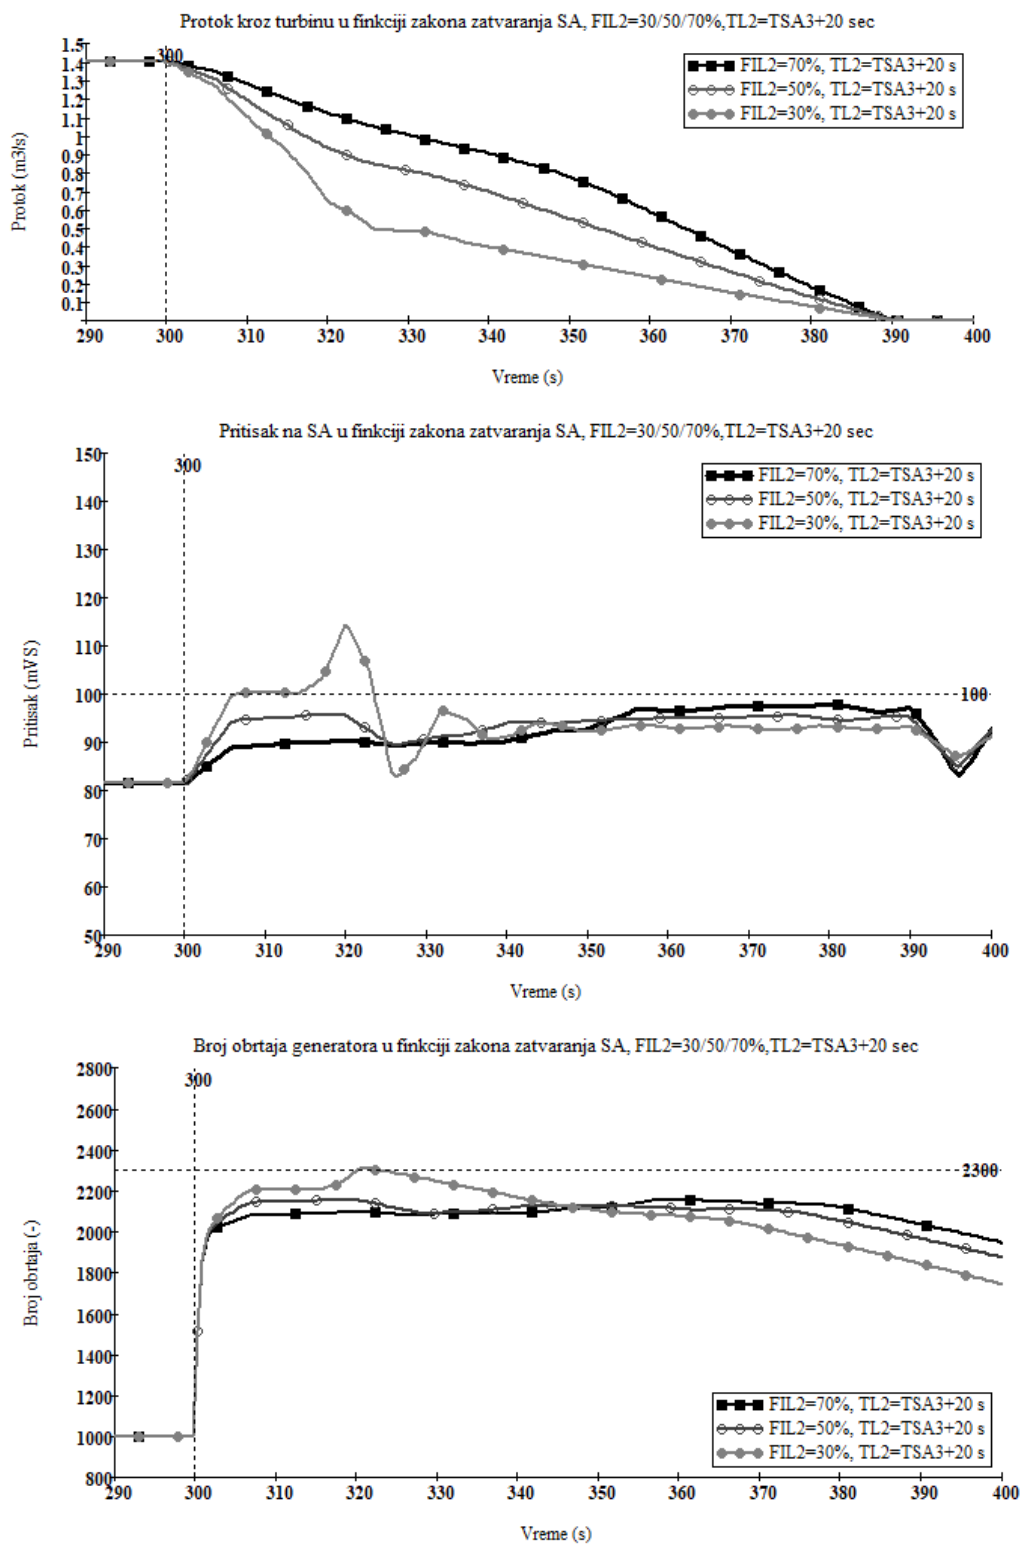 Protok kroz turbinu u finkciji zakona zatvaranja SA, FIL2=30/50/70%,TL2=TSA3+20 sec
1.5
1.4
1.3
1.2
1.1
1
0.9
0.8
0.7
0.6
0.5
0.4
0.3
0.2
0.1
300
FIL2=70%, TL2=TSA3+20 s
FIL2=50%, TL2=TSA3+20 s
FIL2=30%, TL2=TSA3+20 s
Protok (m3/s)
290 300 310 320 330 340 350 360 370 380 390 400
Vreme (s)
Pritisak na SA u finkciji zakona zatvaranja SA, FIL2=30/50/70%,TL2=TSA3+20 sec
150
140
130
120
110
100
90
80
70
60
50
300
FIL2=70%, TL2=TSA3+20 s
FIL2=50%, TL2=TSA3+20 s
FIL2=30%, TL2=TSA3+20 s
100
Pritisak (mVS)
290 300 310 320 330 340 350 360 370 380 390 400
Vreme (s)
Broj obrtaja generatora u finkciji zakona zatvaranja SA, FIL2=30/50/70%,TL2=TSA3+20 sec
2800
2600
2400
2200
2000
1800
1600
1400
1200
1000
800
300
2300
Broj obrtaja (-)
FIL2=70%, TL2=TSA3+20 s
FIL2=50%, TL2=TSA3+20 s
FIL2=30%, TL2=TSA3+20 s
290 300 310 320 330 340 350 360 370 380 390 400
Vreme (s)